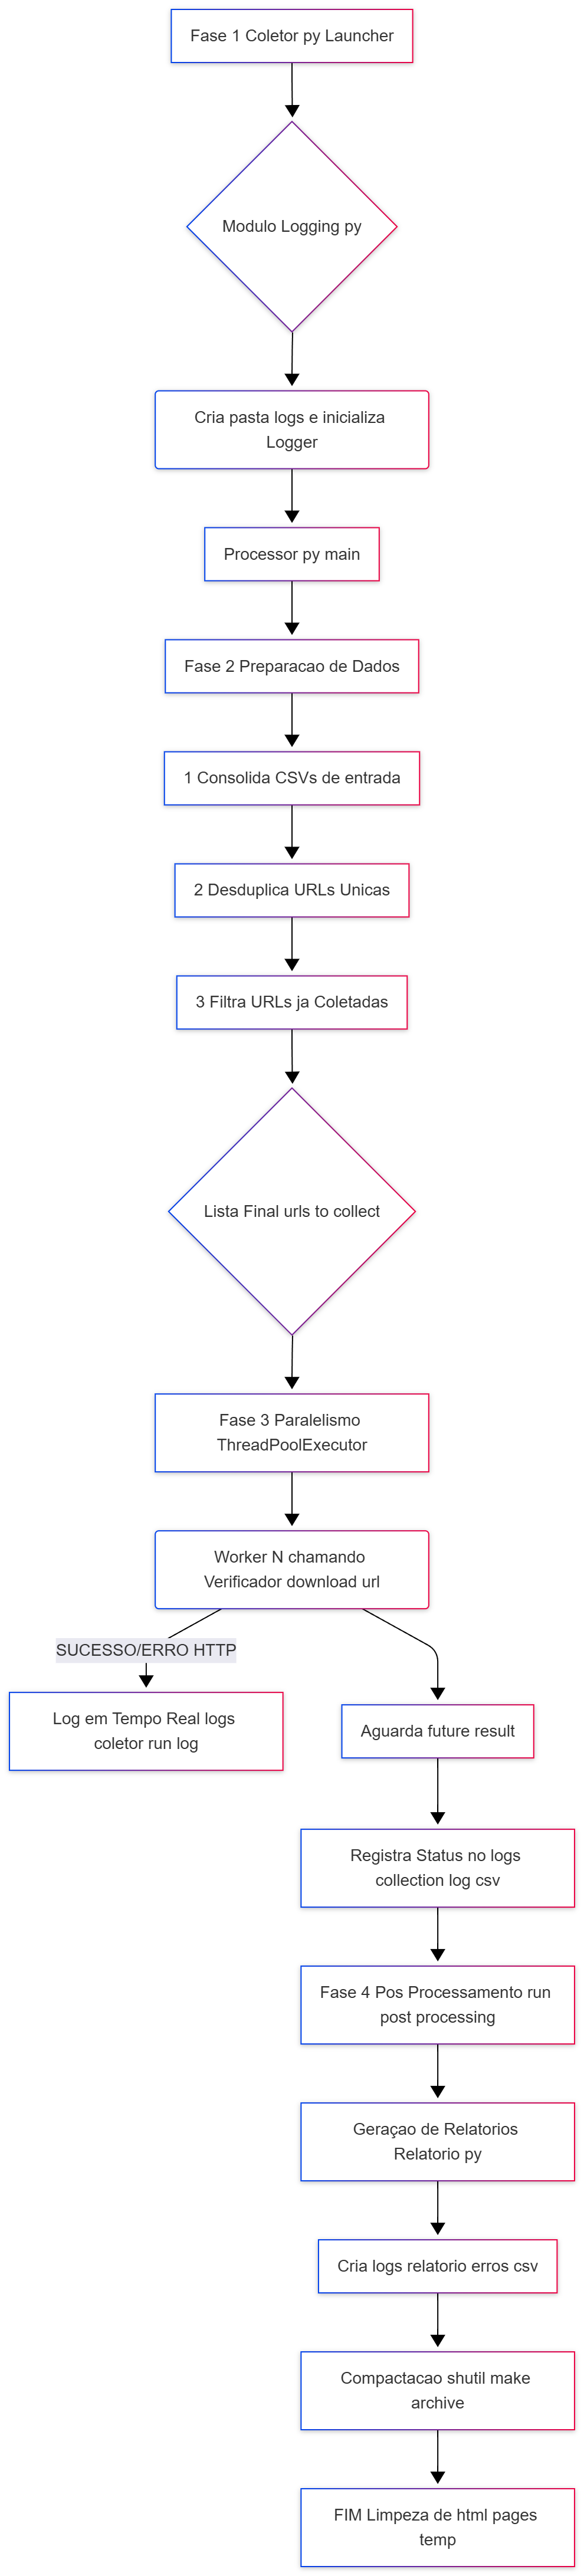 Fase 1 Coletor py Launcher
Modulo Logging py
Cria pasta logs e inicializa
Logger
Processor py main
Fase 2 Preparacao de Dados
1 Consolida CSVs de entrada
2 Desduplica URLs Unicas
3 Filtra URLs ja Coletadas
Lista Final urls to collect
Fase 3 Paralelismo
ThreadPoolExecutor
Worker N chamando
Verificador download url
SUCESSO/ERRO HTTP
Log em Tempo Real logs
coletor run log
Aguarda future result
Registra Status no logs
collection log csv
Fase 4 Pos Processamento run
post processing
Geraçao de Relatorios
Relatorio py
Cria logs relatorio erros csv
Compactacao shutil make
archive
FIM Limpeza de html pages
temp